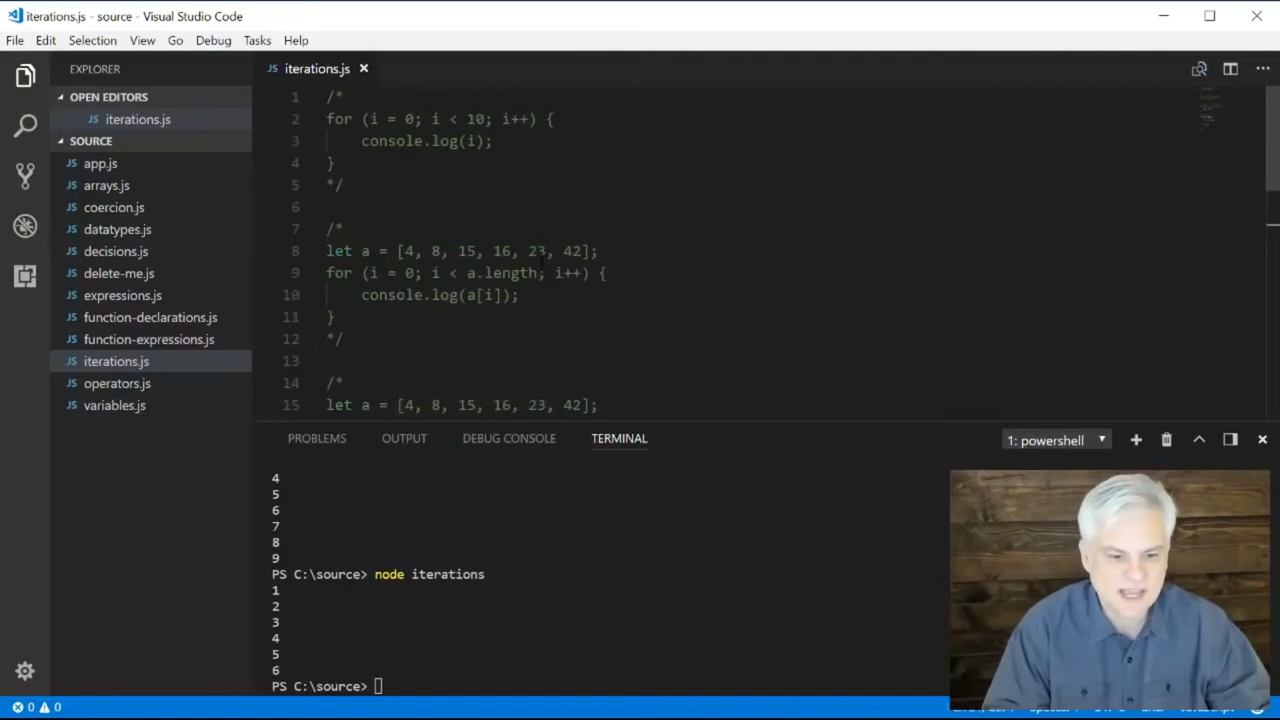 iterations.js - source - Visual Studio Code
File Edit Selection View Go Debug Tasks Help
EXPLORER
OPEN EDITORS
JS iterations.js
SOURCE
JS app.js
JS arrays.js
JS coercion.js
JS datatypes.js
JS decisions.js
JS delete-me.js
JS expressions.js
JS function-declarations.js
JS function-expressions.js
JS iterations.js
JS operators.js
JS variables.js
JS iterations.js
1 /*
2 for (i = 0; i < 10; i++) {
3 console.log(i);
4 }
5 */
6
7 /*
8 let a = [4, 8, 15, 16, 23, 42];
9 for (i = 0; i < a.length; i++) {
10 console.log(a[i]);
11 }
12 */
13
14 /*
15 let a = [4, 8, 15, 16, 23, 42];
PROBLEMS OUTPUT DEBUG CONSOLE TERMINAL 1: powershell
4
5
6
7
8
9
PS C:\source> node iterations
1
2
3
4
5
6
PS C:\source>
0 0